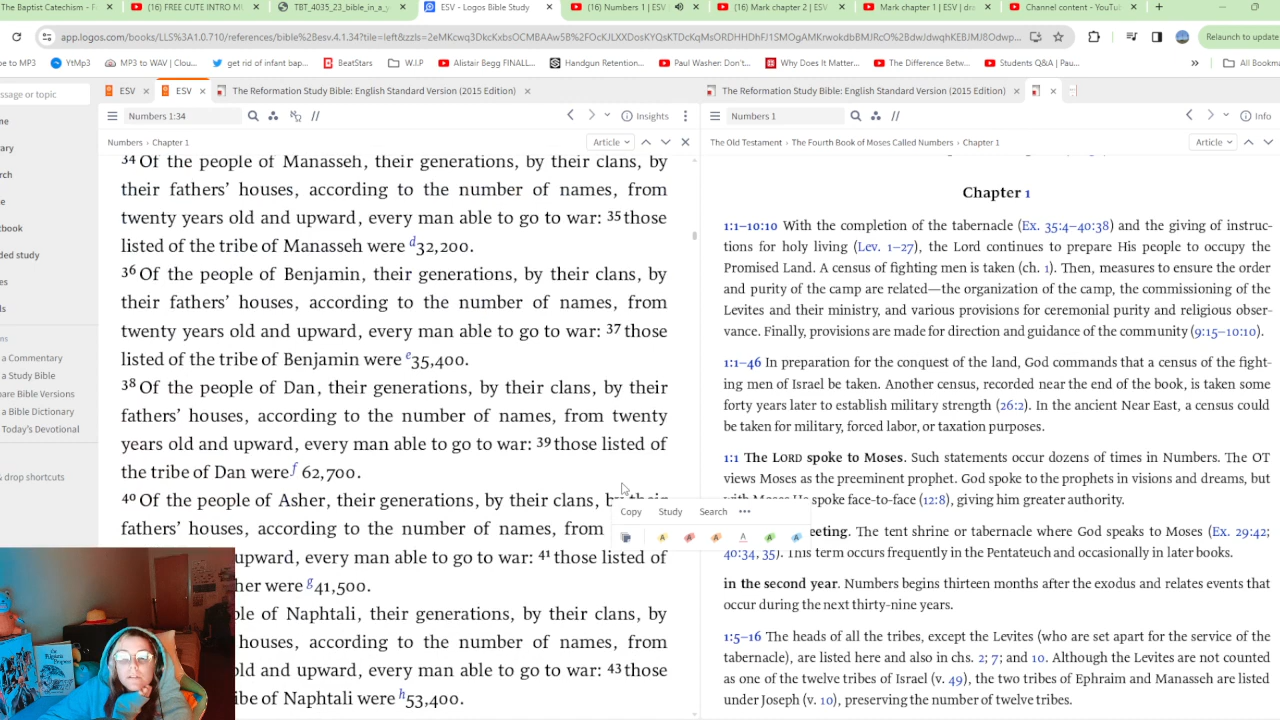 The Baptist Catechism - F
(16) FREE CUTE INTRO M
TBT_4035_23_bible_in_a_y
ESV - Logos Bible Study
(16) Numbers 1 | ESV
(16) Mark chapter 2 | ESV |
Mark chapter 1 | ESV | dra
Channel content - YouTub
app.logos.com/books/LLS%3A1.0.710/references/bible%2Besv.4.1.34?tile=left&zzls=
Relaunch to update
be to MP3
YtMp3
MP3 to WAV | Clou...
get rid of infant bap...
BeatStars
W.I.P
Alistair Begg FINALL...
Handgun Retention...
Paul Washer: Don't...
Why Does It Matter...
The Difference Betw...
Students Q&A | Pau...
All Bookma
ssage or topic
ESV
ESV
The Reformation Study Bible: English Standard Version (2015 Edition)
The Reformation Study Bible: English Standard Version (2015 Edition)
Numbers 1:34
Insights
Numbers 1
Info
Numbers › Chapter 1
Article
The Old Testament › The Fourth Book of Moses Called Numbers › Chapter 1
Article
me
ary
rch
e
book
ded study
es
ls
ns
a Commentary
a Study Bible
pare Bible Versions
a Bible Dictionary
Today's Devotional
& drop shortcuts
34 Of the people of Manasseh, their generations, by their clans, by
their fathers' houses, according to the number of names, from
twenty years old and upward, every man able to go to war: 35 those
listed of the tribe of Manasseh were d32,200.
36 Of the people of Benjamin, their generations, by their clans, by
their fathers' houses, according to the number of names, from
twenty years old and upward, every man able to go to war: 37 those
listed of the tribe of Benjamin were e35,400.
38 Of the people of Dan, their generations, by their clans, by their
fathers' houses, according to the number of names, from twenty
years old and upward, every man able to go to war: 39 those listed of
the tribe of Dan were f 62,700.
40 Of the people of Asher, their generations, by their clans, by their
fathers' houses, according to the number of names, from
upward, every man able to go to war: 41 those listed of
her were g41,500.
ple of Naphtali, their generations, by their clans, by
houses, according to the number of names, from
old and upward, every man able to go to war: 43 those
ibe of Naphtali were h53,400.
Copy
Study
Search
Chapter 1
1:1–10:10 With the completion of the tabernacle (Ex. 35:4–40:38) and the giving of instruc-
tions for holy living (Lev. 1–27), the Lord continues to prepare His people to occupy the
Promised Land. A census of fighting men is taken (ch. 1). Then, measures to ensure the order
and purity of the camp are related—the organization of the camp, the commissioning of the
Levites and their ministry, and various provisions for ceremonial purity and religious obser-
vance. Finally, provisions are made for direction and guidance of the community (9:15–10:10).
1:1–46 In preparation for the conquest of the land, God commands that a census of the fight-
ing men of Israel be taken. Another census, recorded near the end of the book, is taken some
forty years later to establish military strength (26:2). In the ancient Near East, a census could
be taken for military, forced labor, or taxation purposes.
1:1 The LORD spoke to Moses. Such statements occur dozens of times in Numbers. The OT
views Moses as the preeminent prophet. God spoke to the prophets in visions and dreams, but
with Moses He spoke face-to-face (12:8), giving him greater authority.
eeting. The tent shrine or tabernacle where God speaks to Moses (Ex. 29:42;
40:34, 35). This term occurs frequently in the Pentateuch and occasionally in later books.
in the second year. Numbers begins thirteen months after the exodus and relates events that
occur during the next thirty-nine years.
1:5–16 The heads of all the tribes, except the Levites (who are set apart for the service of the
tabernacle), are listed here and also in chs. 2; 7; and 10. Although the Levites are not counted
as one of the twelve tribes of Israel (v. 49), the two tribes of Ephraim and Manasseh are listed
under Joseph (v. 10), preserving the number of twelve tribes.